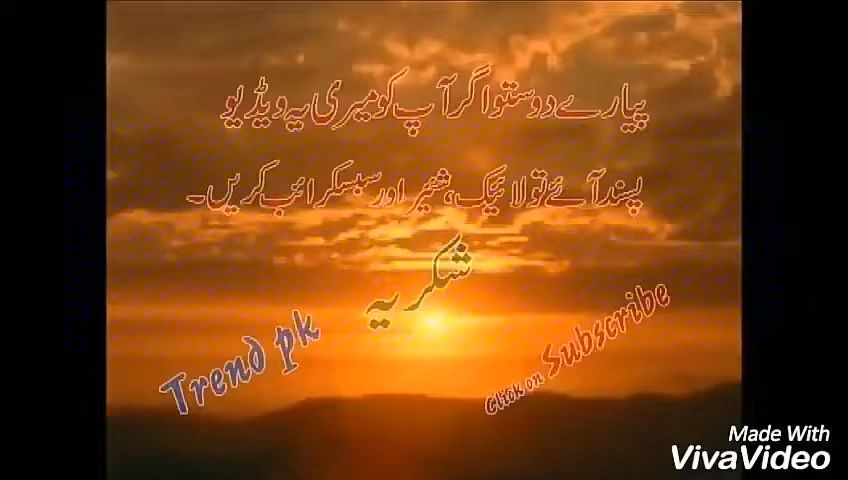 پیارے دوستو اگر آپ کو میری یہ ویڈیو
پسند آئے تو لائیک، شئیر اور سبسکرائب کریں۔
شکریہ
Trend pk
Click on Subscribe
Made With
VivaVideo